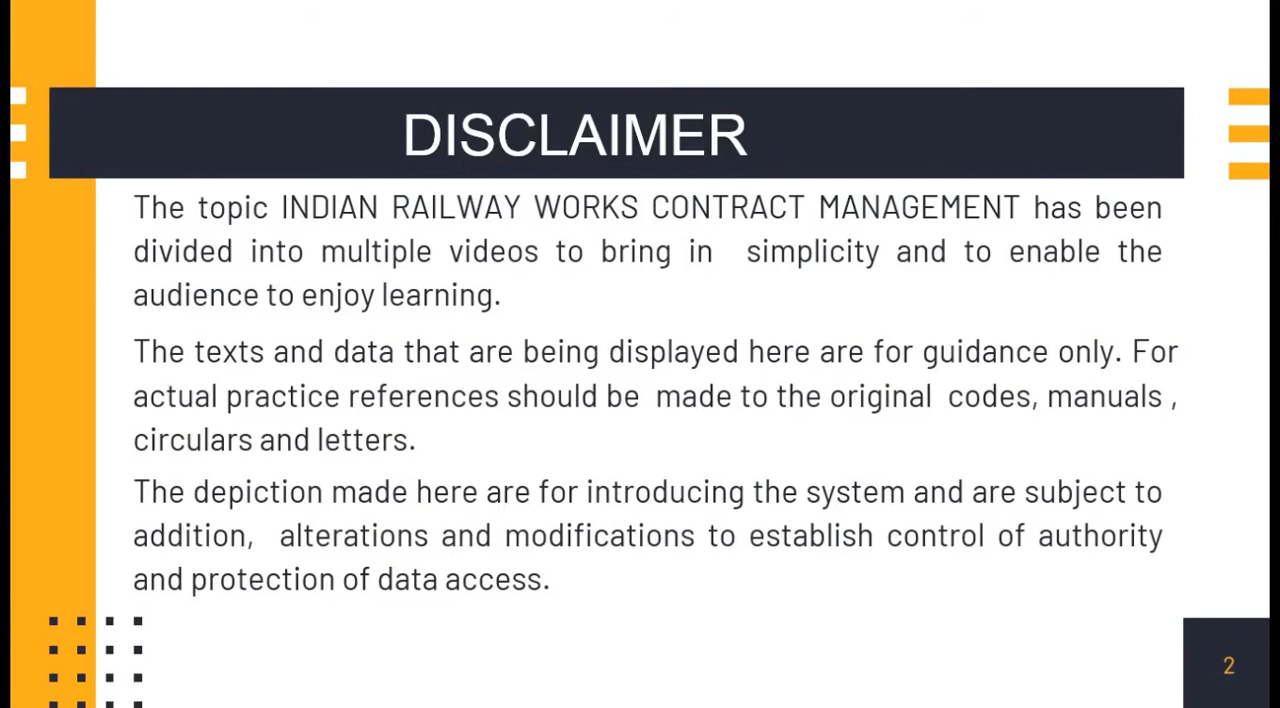 DISCLAIMER
The topic INDIAN RAILWAY WORKS CONTRACT MANAGEMENT has been
divided into multiple videos to bring in simplicity and to enable the
audience to enjoy learning.
The texts and data that are being displayed here are for guidance only. For
actual practice references should be made to the original codes, manuals ,
circulars and letters.
The depiction made here are for introducing the system and are subject to
addition, alterations and modifications to establish control of authority
and protection of data access.
2